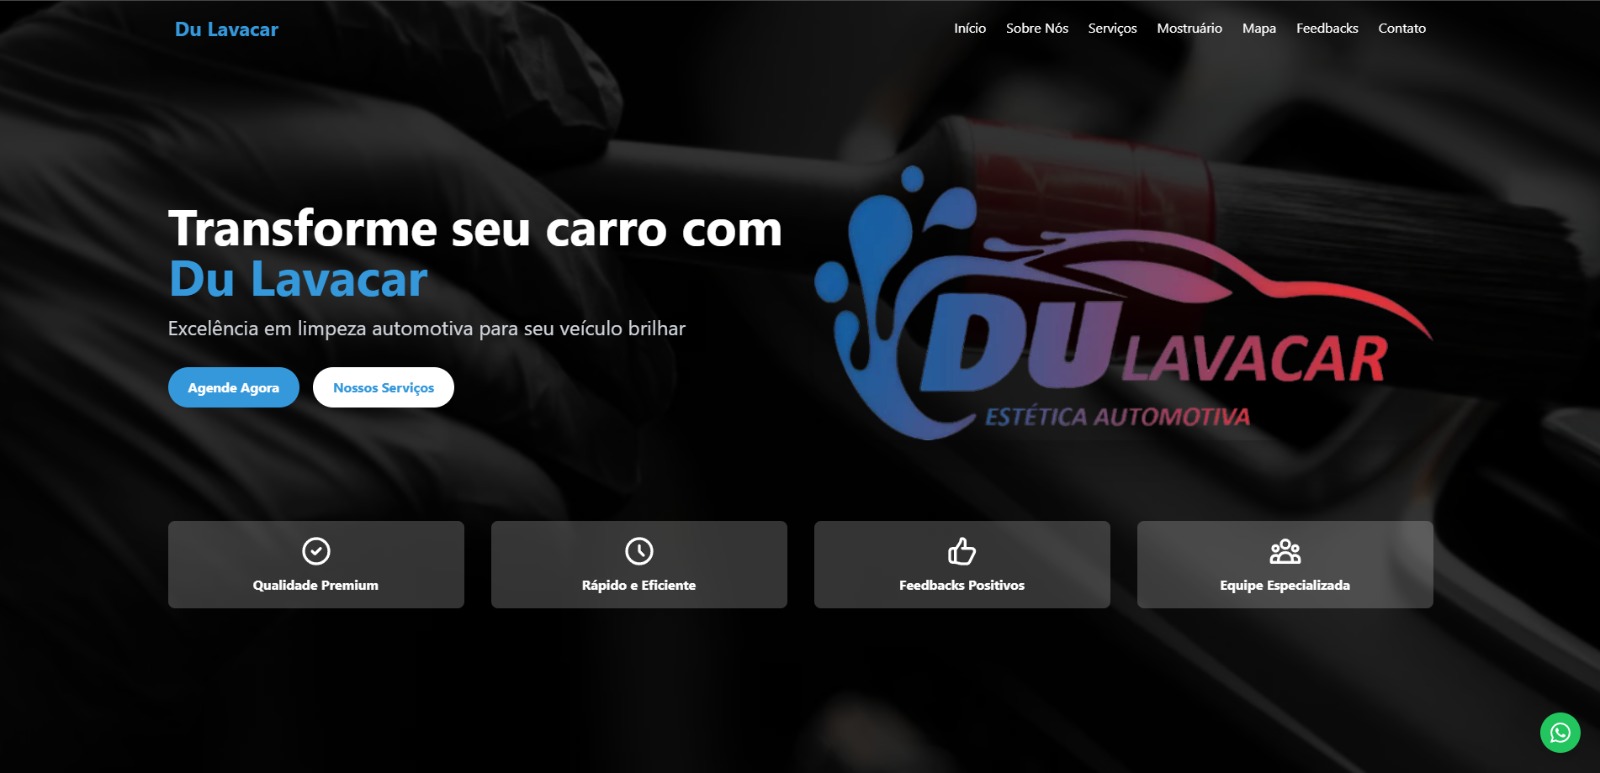 Du Lavacar
Início Sobre Nós Serviços Mostruário Mapa Feedbacks Contato
Transforme seu carro com
Du Lavacar
Excelência em limpeza automotiva para seu veículo brilhar
Agende Agora Nossos Serviços
DU LAVACAR
ESTÉTICA AUTOMOTIVA
Qualidade Premium Rápido e Eficiente Feedbacks Positivos Equipe Especializada